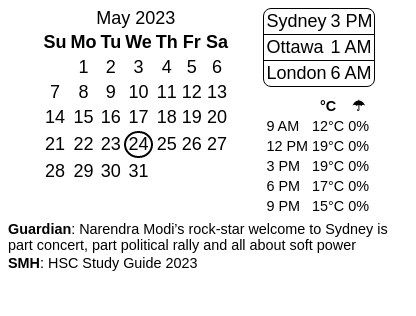 May 2023
Su Mo Tu We Th Fr Sa
1 2 3 4 5 6
7 8 9 10 11 12 13
14 15 16 17 18 19 20
21 22 23 24 25 26 27
28 29 30 31
Sydney 3 PM
Ottawa 1 AM
London 6 AM
°C ☂
9 AM 12°C 0%
12 PM 19°C 0%
3 PM 19°C 0%
6 PM 17°C 0%
9 PM 15°C 0%
Guardian: Narendra Modi’s rock-star welcome to Sydney is
part concert, part political rally and all about soft power
SMH: HSC Study Guide 2023